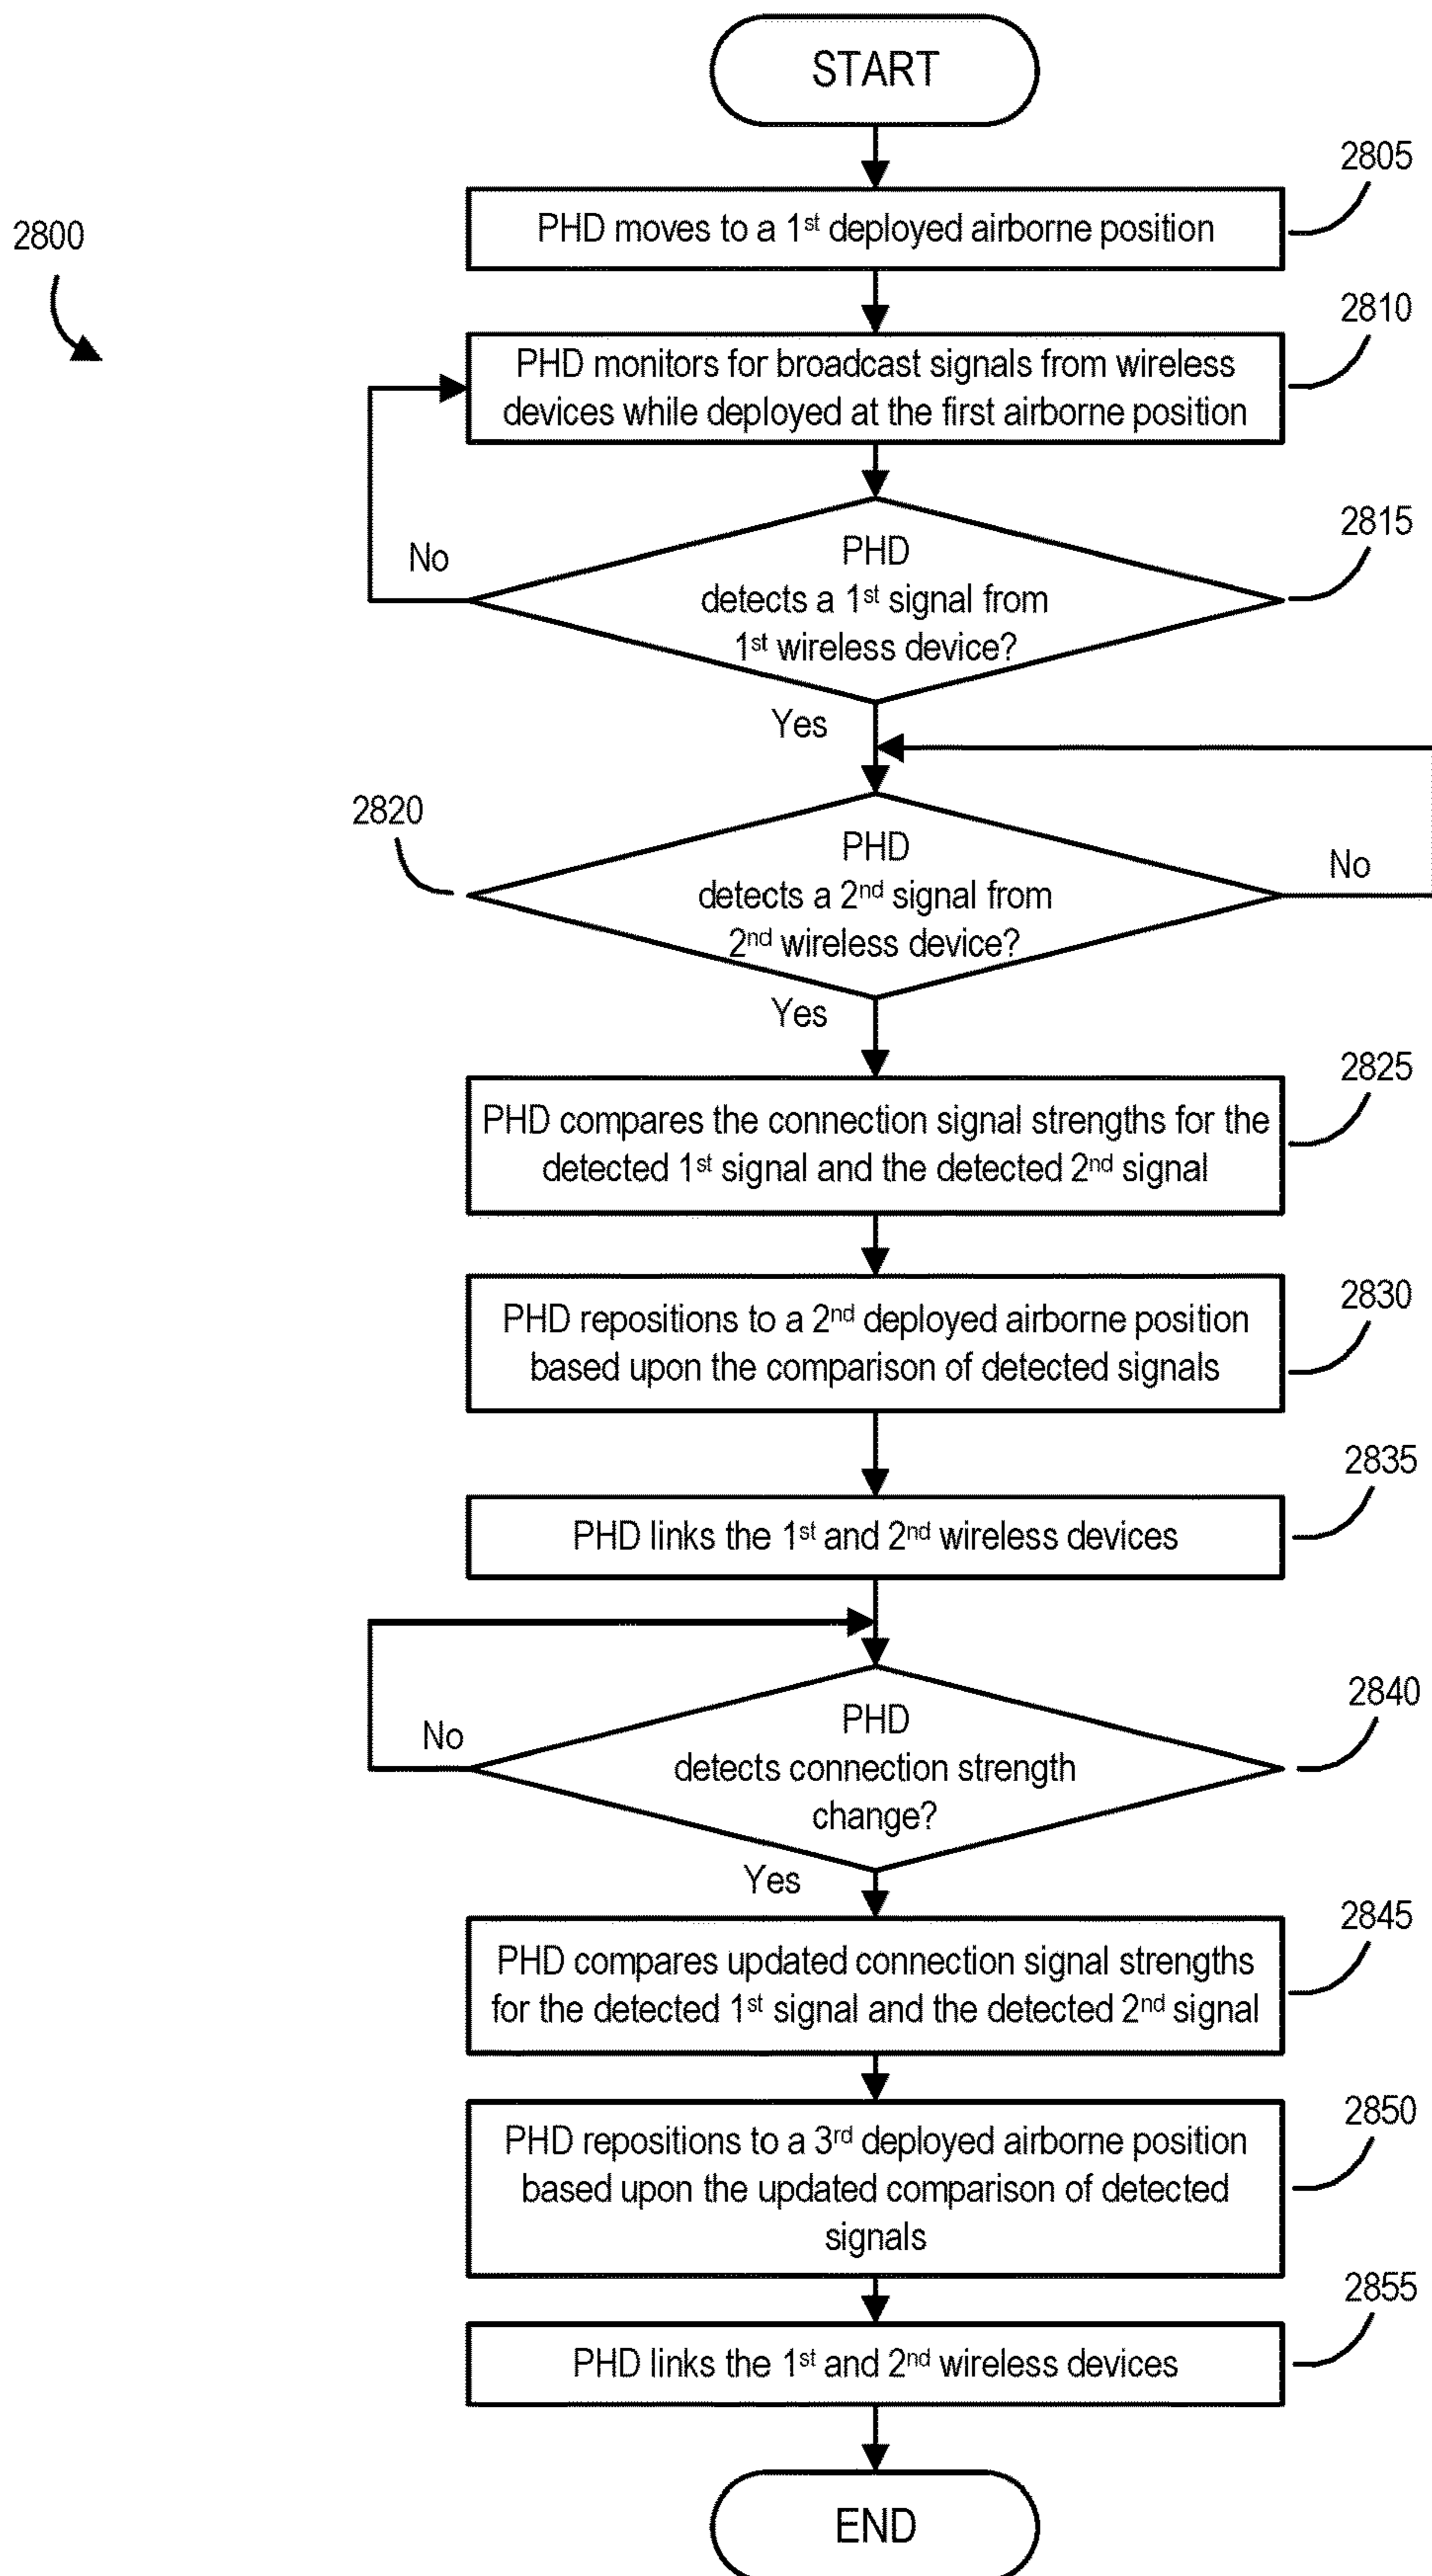 START
2805
PHD moves to a 1st deployed airborne position
2800
2810
PHD monitors for broadcast signals from wireless
devices while deployed at the first airborne position
2815
PHD
detects a 1st signal from
1st wireless device?
No
Yes
2820
PHD
detects a 2nd signal from
2nd wireless device?
No
Yes
2825
PHD compares the connection signal strengths for the
detected 1st signal and the detected 2nd signal
2830
PHD repositions to a 2nd deployed airborne position
based upon the comparison of detected signals
2835
PHD links the 1st and 2nd wireless devices
2840
PHD
detects connection strength
change?
No
Yes
2845
PHD compares updated connection signal strengths
for the detected 1st signal and the detected 2nd signal
2850
PHD repositions to a 3rd deployed airborne position
based upon the updated comparison of detected
signals
2855
PHD links the 1st and 2nd wireless devices
END